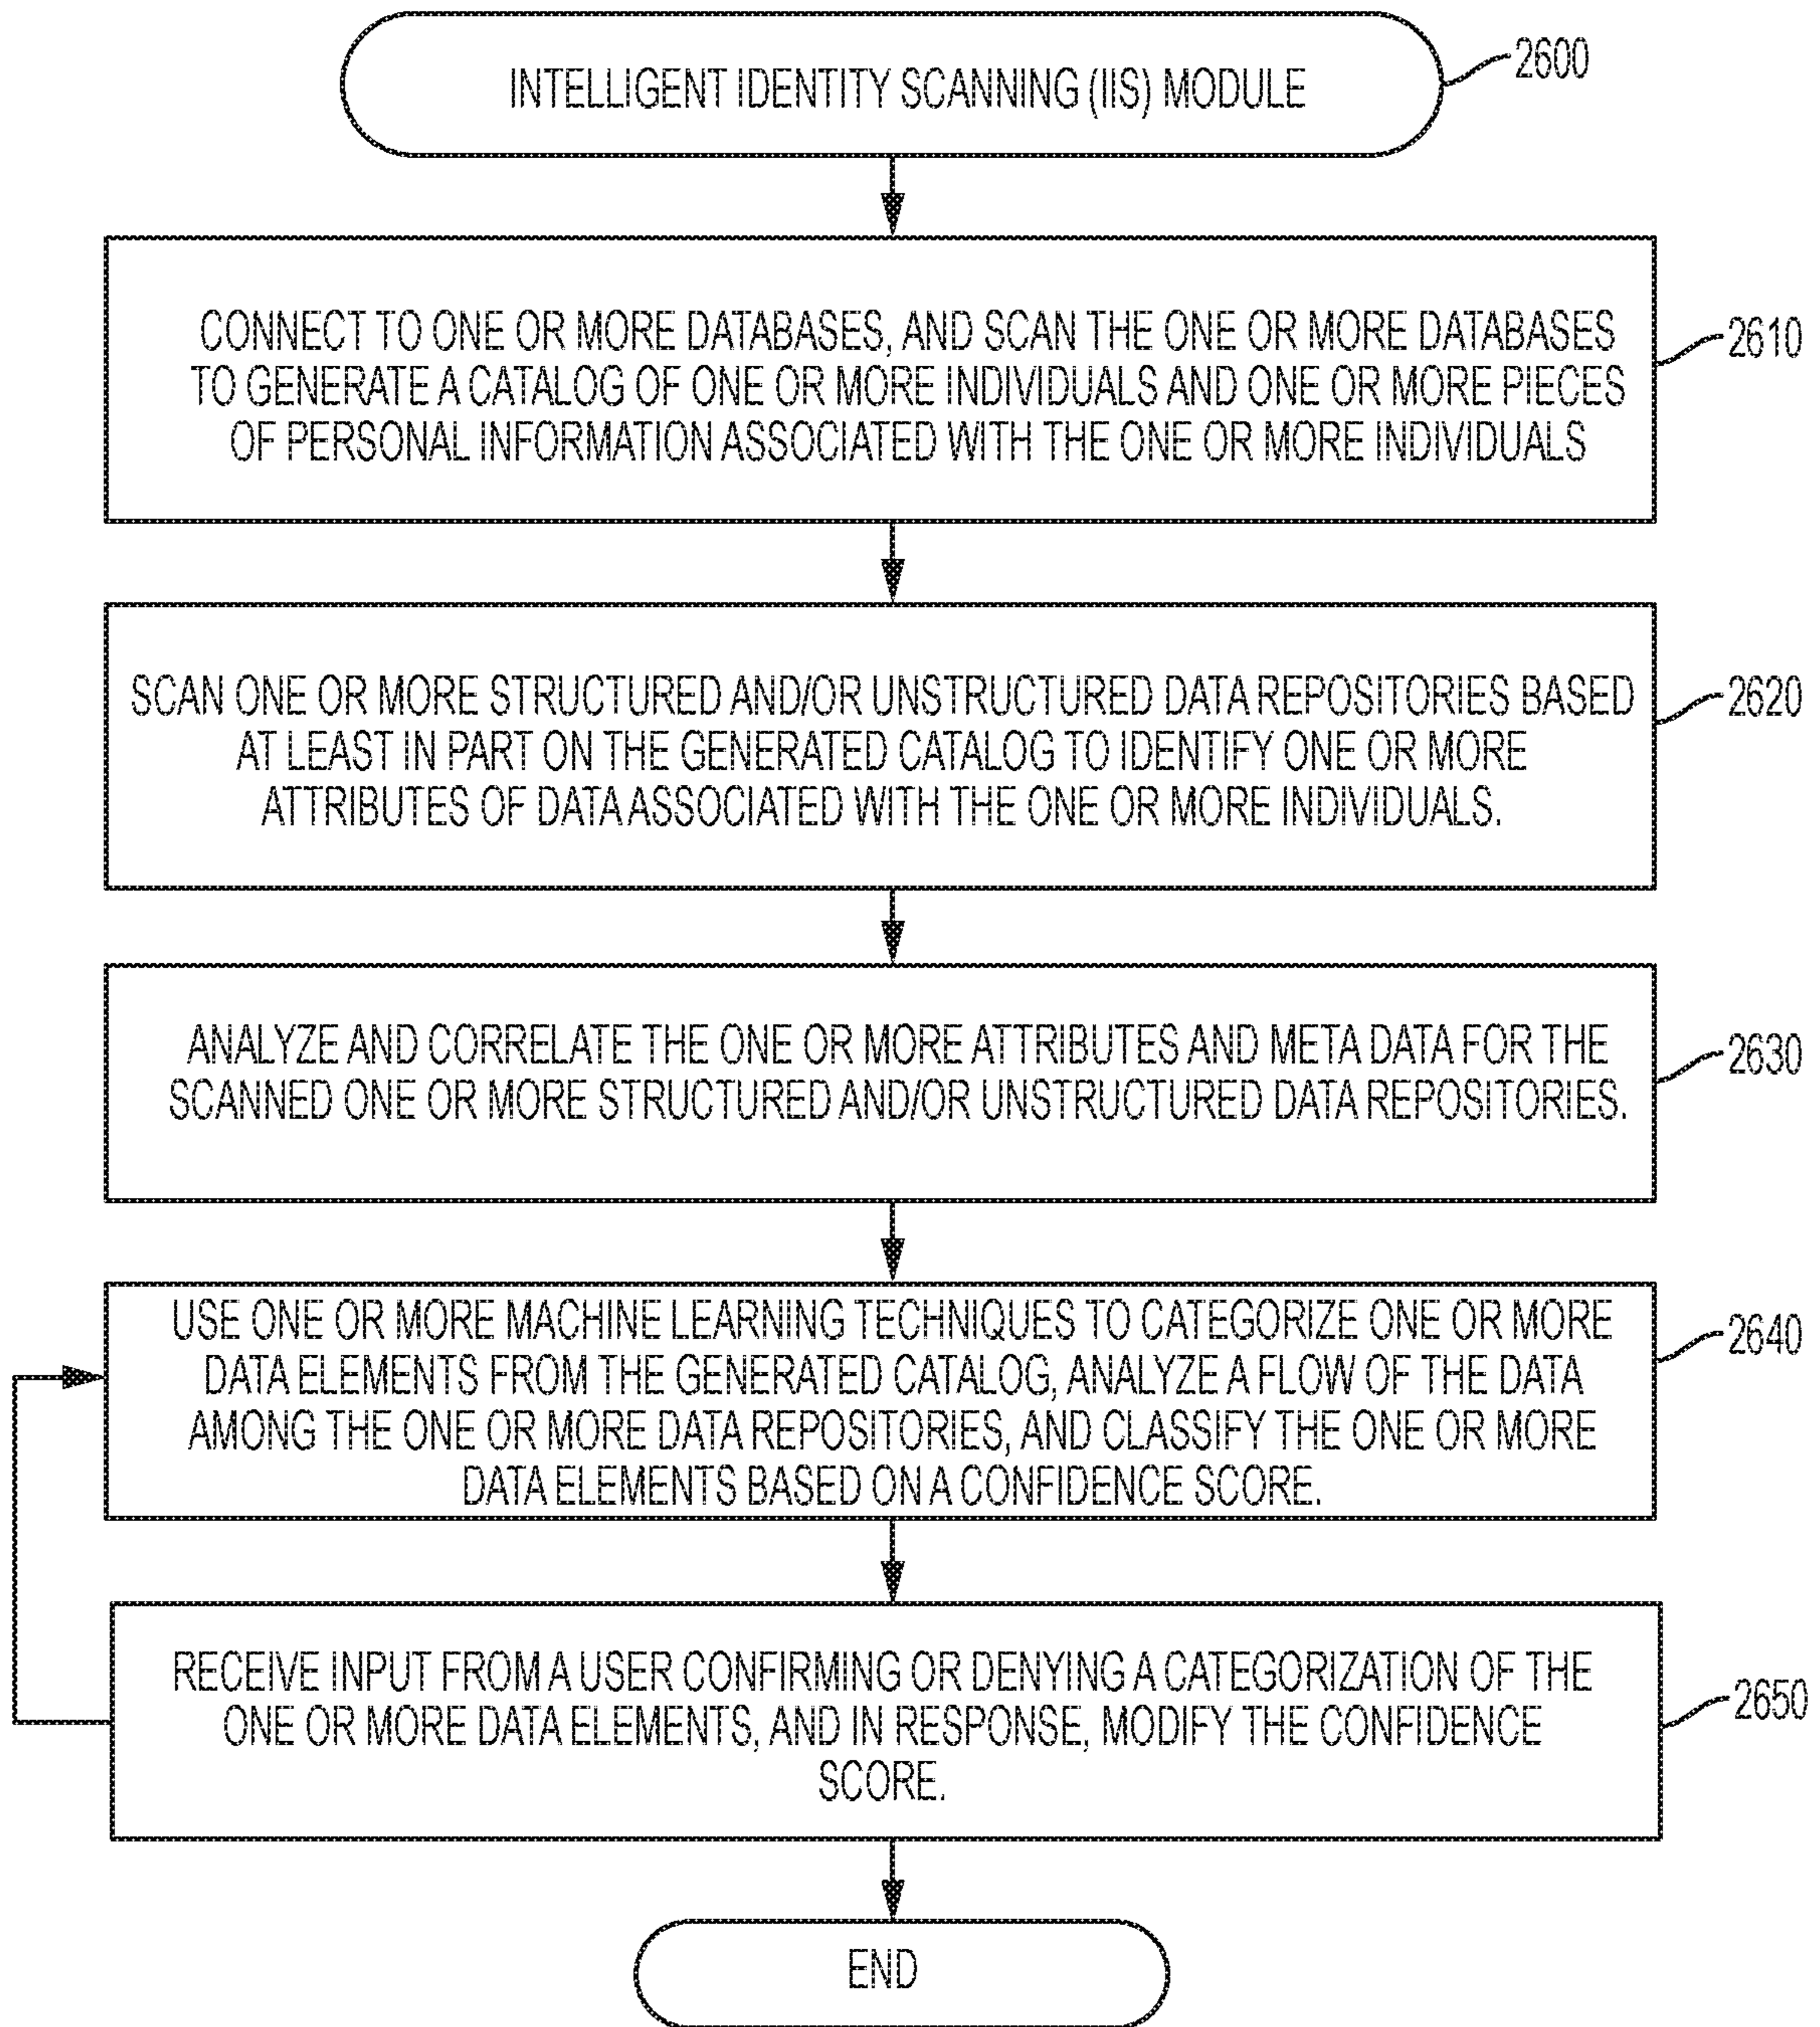 INTELLIGENT IDENTITY SCANNING (IIS) MODULE
2600
CONNECT TO ONE OR MORE DATABASES, AND SCAN THE ONE OR MORE DATABASES
TO GENERATE A CATALOG OF ONE OR MORE INDIVIDUALS AND ONE OR MORE PIECES
OF PERSONAL INFORMATION ASSOCIATED WITH THE ONE OR MORE INDIVIDUALS
2610
SCAN ONE OR MORE STRUCTURED AND/OR UNSTRUCTURED DATA REPOSITORIES BASED
AT LEAST IN PART ON THE GENERATED CATALOG TO IDENTIFY ONE OR MORE
ATTRIBUTES OF DATA ASSOCIATED WITH THE ONE OR MORE INDIVIDUALS.
2620
ANALYZE AND CORRELATE THE ONE OR MORE ATTRIBUTES AND META DATA FOR THE
SCANNED ONE OR MORE STRUCTURED AND/OR UNSTRUCTURED DATA REPOSITORIES.
2630
USE ONE OR MORE MACHINE LEARNING TECHNIQUES TO CATEGORIZE ONE OR MORE
DATA ELEMENTS FROM THE GENERATED CATALOG, ANALYZE A FLOW OF THE DATA
AMONG THE ONE OR MORE DATA REPOSITORIES, AND CLASSIFY THE ONE OR MORE
DATA ELEMENTS BASED ON A CONFIDENCE SCORE.
2640
RECEIVE INPUT FROM A USER CONFIRMING OR DENYING A CATEGORIZATION OF THE
ONE OR MORE DATA ELEMENTS, AND IN RESPONSE, MODIFY THE CONFIDENCE
SCORE.
2650
END